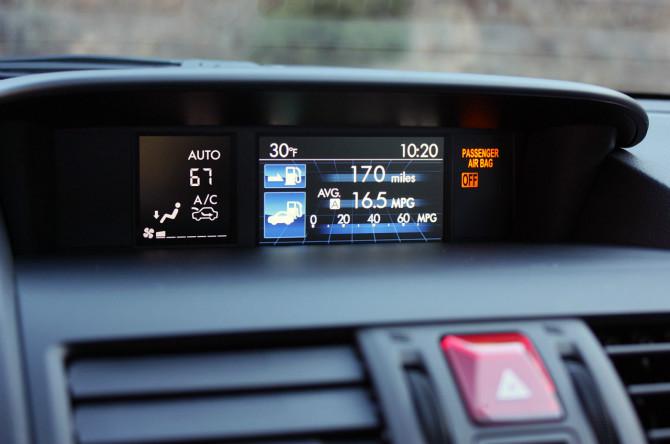 AUTO
67
A/C
30°F 10:20
170 miles
AVG.
A 16.5 MPG
0 20 40 60 MPG
PASSENGER
AIR BAG
OFF